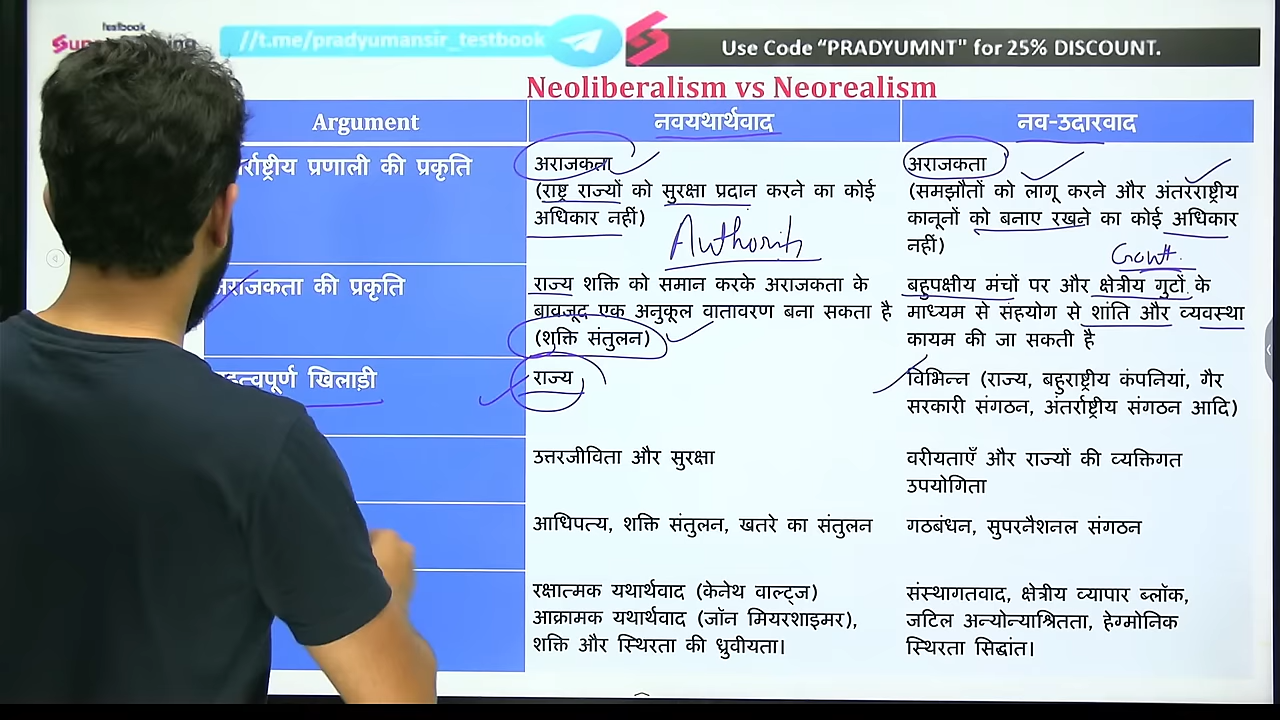 testbook
//t.me/pradyumansir_testbook
Use Code “PRADYUMNT" for 25% DISCOUNT.
Neoliberalism vs Neorealism
Argument
नवयथार्थवाद
नव-उदारवाद
प्रणाली की प्रकृति
अराजकता
(राष्ट्र राज्यों को सुरक्षा प्रदान करने का कोई
अधिकार नहीं)
Authority
अराजकता
(समझौतों को लागू करने और अंतरराष्ट्रीय
कानूनों को बनाए रखने का कोई अधिकार
नहीं)
Govt.
की प्रकृति
राज्य शक्ति को समान करके अराजकता के
बावजूद एक अनुकूल वातावरण बना सकता है
(शक्ति संतुलन)
बहुपक्षीय मंचों पर और क्षेत्रीय गुटों के
माध्यम से संहयोग से शांति और व्यवस्था
कायम की जा सकती है
खिलाड़ी
राज्य
विभिन्न (राज्य, बहुराष्ट्रीय कंपनियां, गैर
सरकारी संगठन, अंतर्राष्ट्रीय संगठन आदि)
उत्तरजीविता और सुरक्षा
वरीयताएँ और राज्यों की व्यक्तिगत
उपयोगिता
आधिपत्य, शक्ति संतुलन, खतरे का संतुलन
गठबंधन, सुपरनैशनल संगठन
रक्षात्मक यथार्थवाद (केनेथ वाल्ट्ज)
आक्रामक यथार्थवाद (जॉन मियरशाइमर),
शक्ति और स्थिरता की ध्रुवीयता।
संस्थागतवाद, क्षेत्रीय व्यापार ब्लॉक,
जटिल अन्योन्याश्रितता, हेग्मोनिक
स्थिरता सिद्धांत।